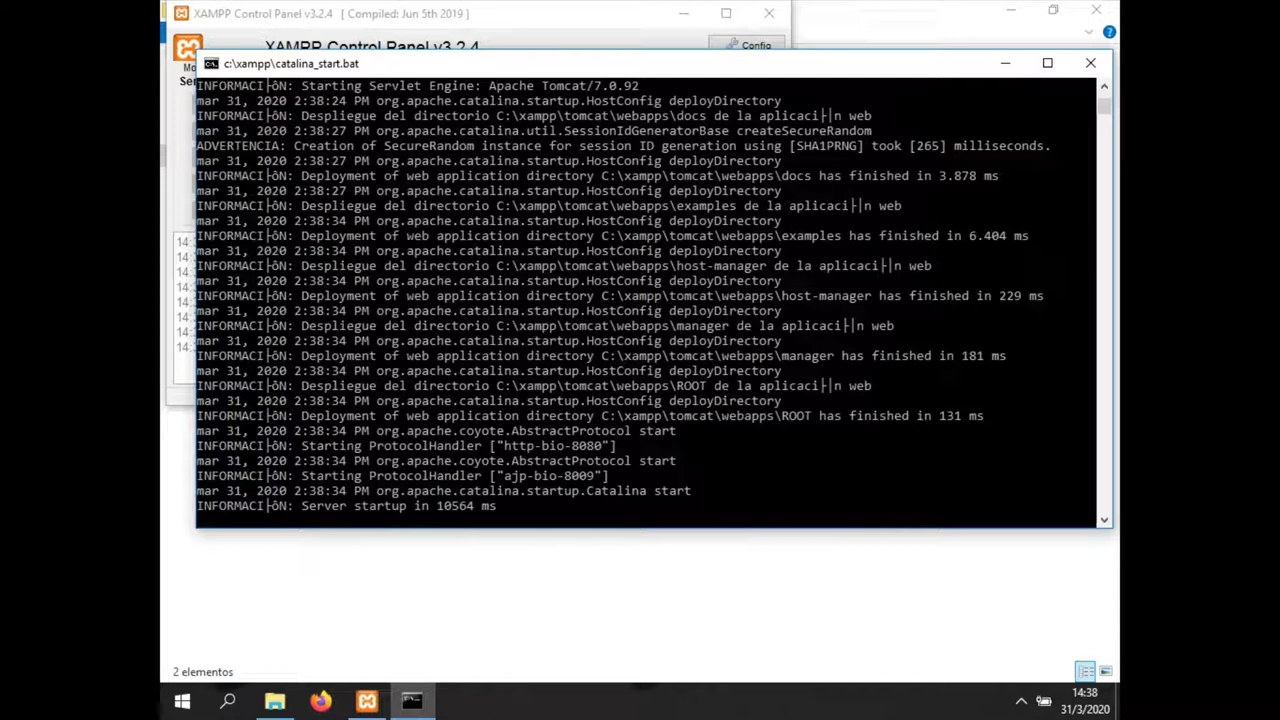 XAMPP Control Panel v3.2.4 [ Compiled: Jun 5th 2019 ]
XAMPP Control Panel v3.2.4
Config
Mo
Ser
c:\xampp\catalina_start.bat
INFORMACI├ôN: Starting Servlet Engine: Apache Tomcat/7.0.92
mar 31, 2020 2:38:24 PM org.apache.catalina.startup.HostConfig deployDirectory
INFORMACI├ôN: Despliegue del directorio C:\xampp\tomcat\webapps\docs de la aplicaci├│n web
mar 31, 2020 2:38:27 PM org.apache.catalina.util.SessionIdGeneratorBase createSecureRandom
ADVERTENCIA: Creation of SecureRandom instance for session ID generation using [SHA1PRNG] took [265] milliseconds.
mar 31, 2020 2:38:27 PM org.apache.catalina.startup.HostConfig deployDirectory
INFORMACI├ôN: Deployment of web application directory C:\xampp\tomcat\webapps\docs has finished in 3.878 ms
mar 31, 2020 2:38:27 PM org.apache.catalina.startup.HostConfig deployDirectory
INFORMACI├ôN: Despliegue del directorio C:\xampp\tomcat\webapps\examples de la aplicaci├│n web
mar 31, 2020 2:38:34 PM org.apache.catalina.startup.HostConfig deployDirectory
INFORMACI├ôN: Deployment of web application directory C:\xampp\tomcat\webapps\examples has finished in 6.404 ms
mar 31, 2020 2:38:34 PM org.apache.catalina.startup.HostConfig deployDirectory
INFORMACI├ôN: Despliegue del directorio C:\xampp\tomcat\webapps\host-manager de la aplicaci├│n web
mar 31, 2020 2:38:34 PM org.apache.catalina.startup.HostConfig deployDirectory
INFORMACI├ôN: Deployment of web application directory C:\xampp\tomcat\webapps\host-manager has finished in 229 ms
mar 31, 2020 2:38:34 PM org.apache.catalina.startup.HostConfig deployDirectory
INFORMACI├ôN: Despliegue del directorio C:\xampp\tomcat\webapps\manager de la aplicaci├│n web
mar 31, 2020 2:38:34 PM org.apache.catalina.startup.HostConfig deployDirectory
INFORMACI├ôN: Deployment of web application directory C:\xampp\tomcat\webapps\manager has finished in 181 ms
mar 31, 2020 2:38:34 PM org.apache.catalina.startup.HostConfig deployDirectory
INFORMACI├ôN: Despliegue del directorio C:\xampp\tomcat\webapps\ROOT de la aplicaci├│n web
mar 31, 2020 2:38:34 PM org.apache.catalina.startup.HostConfig deployDirectory
INFORMACI├ôN: Deployment of web application directory C:\xampp\tomcat\webapps\ROOT has finished in 131 ms
mar 31, 2020 2:38:34 PM org.apache.coyote.AbstractProtocol start
INFORMACI├ôN: Starting ProtocolHandler ["http-bio-8080"]
mar 31, 2020 2:38:34 PM org.apache.coyote.AbstractProtocol start
INFORMACI├ôN: Starting ProtocolHandler ["ajp-bio-8009"]
mar 31, 2020 2:38:34 PM org.apache.catalina.startup.Catalina start
INFORMACI├ôN: Server startup in 10564 ms
2 elementos
14:38
31/3/2020